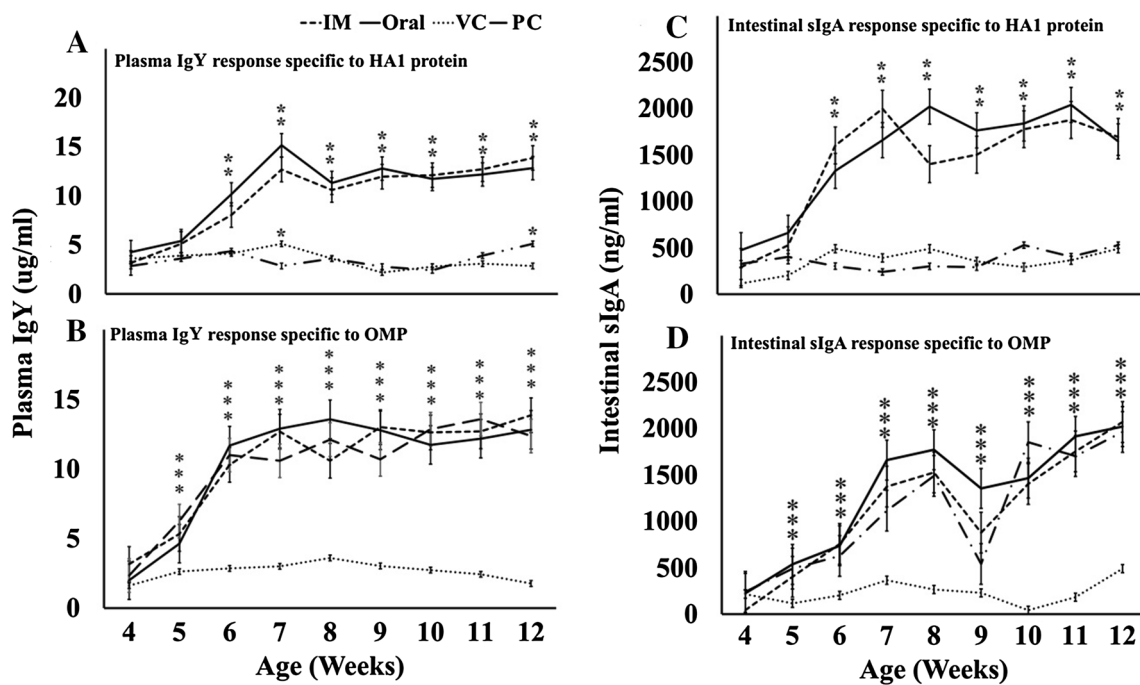 IM Oral VC PC
A
Plasma IgY response specific to HA1 protein
20
15
10
5
0
** ** ** ** ** ** **
* *
Plasma IgY (ug/ml)
B
Plasma IgY response specific to OMP
15
10
5
0
*** *** *** *** *** *** *** ***
4 5 6 7 8 9 10 11 12
Age (Weeks)
C
Intestinal sIgA response specific to HA1 protein
2500
2000
1500
1000
500
0
** ** ** ** ** ** **
Intestinal sIgA (ng/ml)
D
Intestinal sIgA response specific to OMP
2500
2000
1500
1000
500
0
*** *** *** *** *** *** *** ***
4 5 6 7 8 9 10 11 12
Age (Weeks)